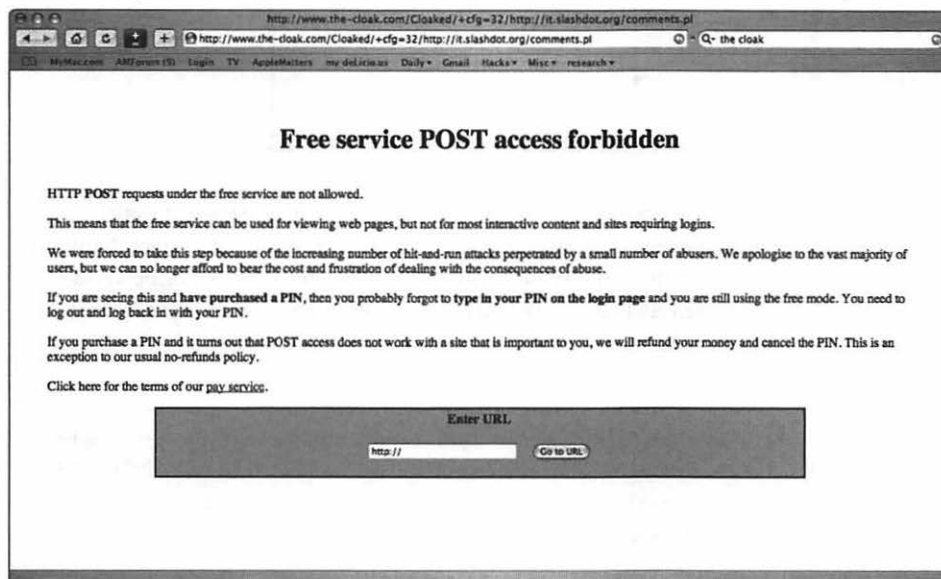 http://www.the-cloak.com/Cloaked/+cfg=32/http://it.slashdot.org/comments.pl
http://www.the-cloak.com/Cloaked/+cfg=32/http://it.slashdot.org/comments.pl Q- the cloak
MyMac.com AMForum (5) Login TV AppleMatters my del.icio.us Daily Gmail Hacks Misc research
Free service POST access forbidden
HTTP POST requests under the free service are not allowed.
This means that the free service can be used for viewing web pages, but not for most interactive content and sites requiring logins.
We were forced to take this step because of the increasing number of hit-and-run attacks perpetrated by a small number of abusers. We apologise to the vast majority of
users, but we can no longer afford to bear the cost and frustration of dealing with the consequences of abuse.
If you are seeing this and have purchased a PIN, then you probably forgot to type in your PIN on the login page and you are still using the free mode. You need to
log out and log back in with your PIN.
If you purchase a PIN and it turns out that POST access does not work with a site that is important to you, we will refund your money and cancel the PIN. This is an
exception to our usual no-refunds policy.
Click here for the terms of our pay service.
Enter URL
http:// Go to URL